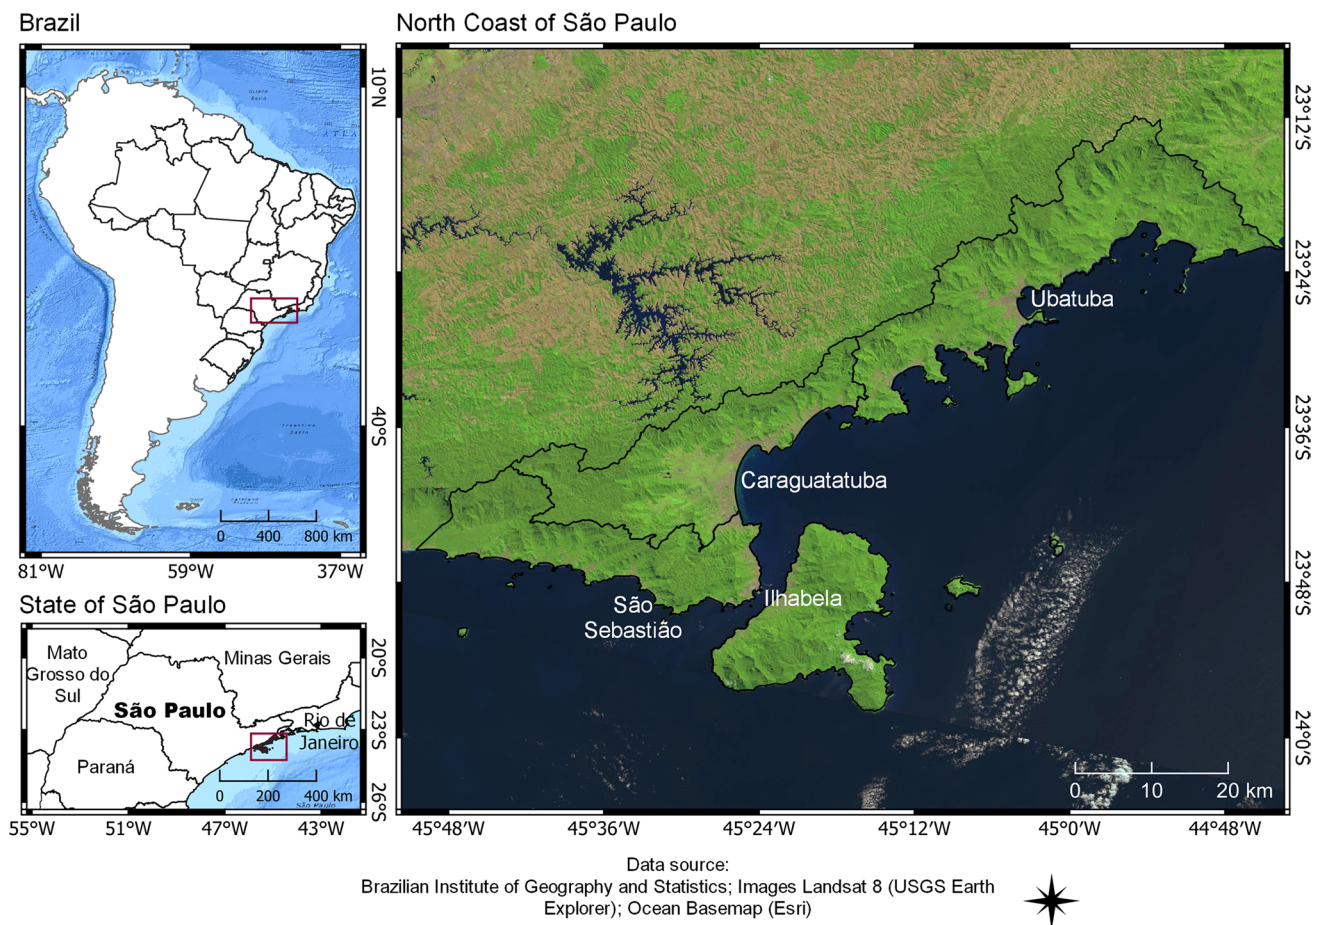 Brazil
North Coast of São Paulo
10°N
40°S
0 400 800 km
81°W 59°W 37°W
State of São Paulo
Mato
Grosso do
Sul
Minas Gerais
São Paulo
Rio de
Janeiro
Paraná
0 200 400 km
São Paulo
20°S
23°S
26°S
55°W 51°W 47°W 43°W
Ubatuba
Caraguatatuba
Ilhabela
São
Sebastião
0 10 20 km
23°12'S
23°24'S
23°36'S
23°48'S
24°0'S
45°48'W 45°36'W 45°24'W 45°12'W 45°0'W 44°48'W
Data source:
Brazilian Institute of Geography and Statistics; Images Landsat 8 (USGS Earth
Explorer); Ocean Basemap (Esri)